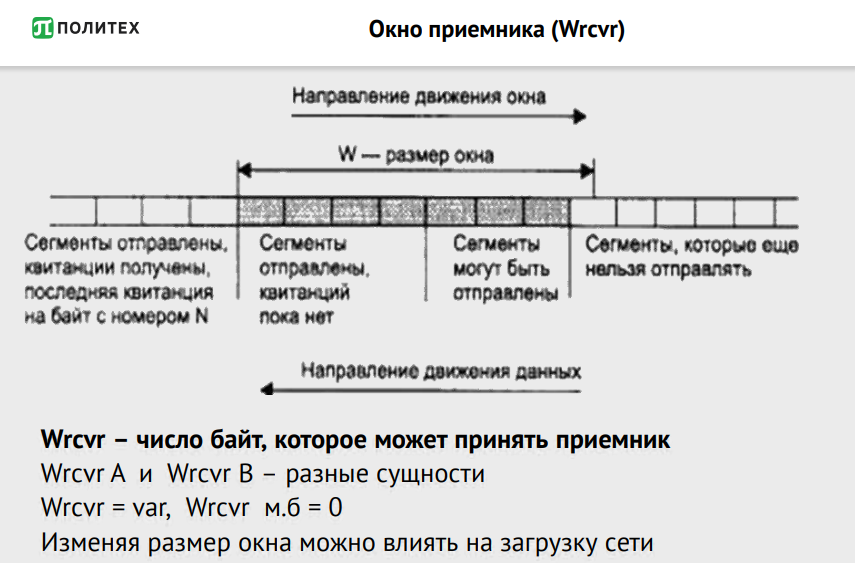 ПОЛИТЕХ
Окно приемника (Wrcvr)
Направление движения окна
W — размер окна
Сегменты отправлены,
квитанции получены,
последняя квитанция
на байт с номером N
Сегменты
отправлены,
квитанций
пока нет
Сегменты
могут быть
отправлены
Сегменты, которые еще
нельзя отправлять
Направление движения данных
Wrcvr – число байт, которое может принять приемник
Wrcvr A и Wrcvr B – разные сущности
Wrcvr = var, Wrcvr м.б = 0
Изменяя размер окна можно влиять на загрузку сети